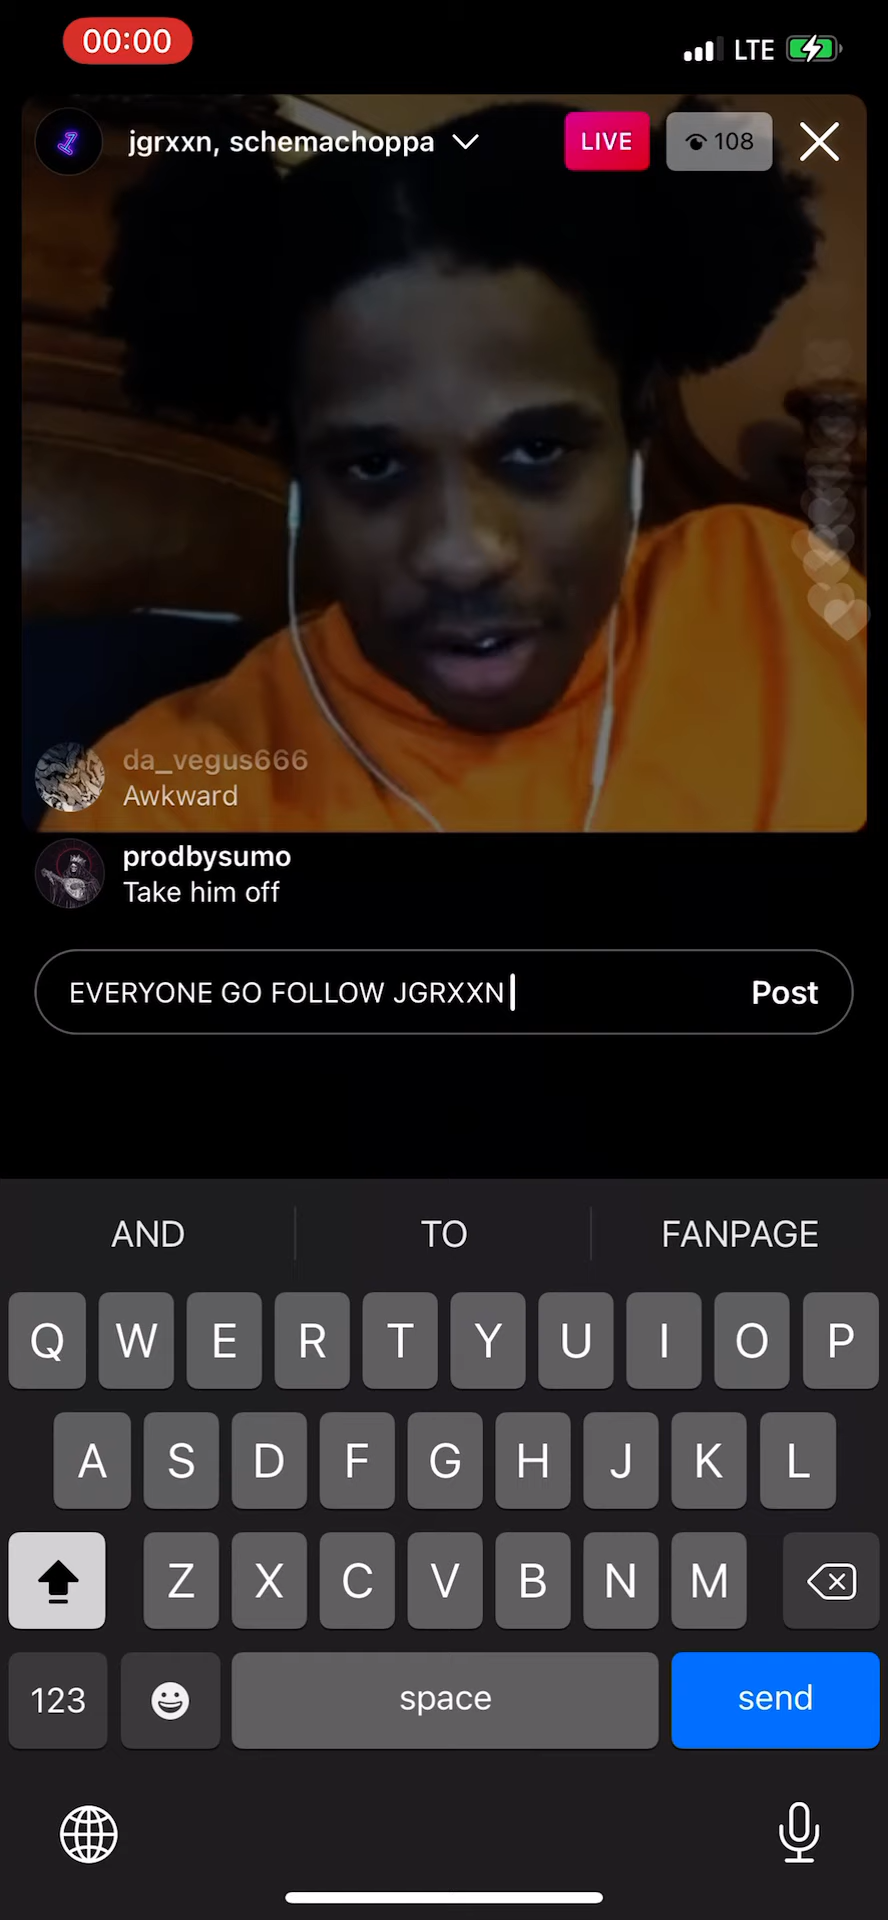 00:00
LTE
jgrxxn, schemachoppa
LIVE
108
da_vegus666
Awkward
prodbysumo
Take him off
EVERYONE GO FOLLOW JGRXXN
Post
AND TO FANPAGE
Q W E R T Y U I O P
A S D F G H J K L
Z X C V B N M
123 space send